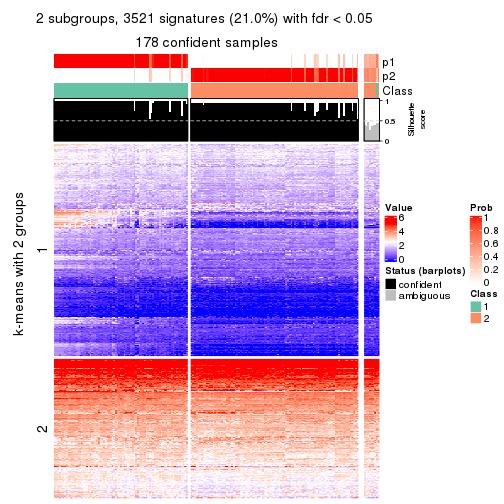 2 subgroups, 3521 signatures (21.0%) with fdr < 0.05
178 confident samples
p1
p2
Class
1
0.5
0
Silhouette
score
k-means with 2 groups
1
2
Value
6
4
2
0
Status (barplots)
confident
ambiguous
Prob
1
0.8
0.6
0.4
0.2
0
Class
1
2